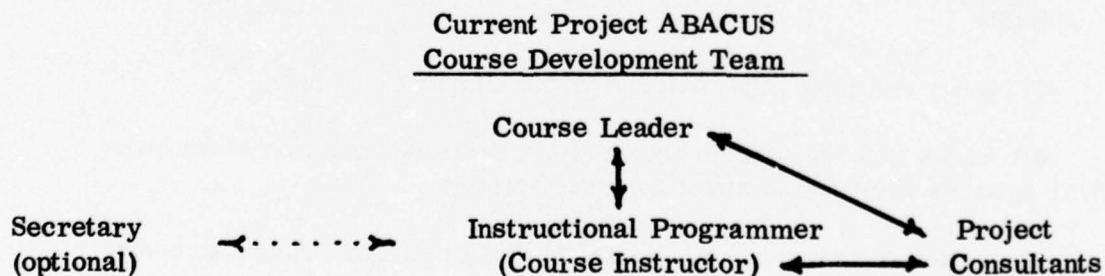 Current Project ABACUS
Course Development Team
Course Leader
Secretary
(optional)
Instructional Programmer
(Course Instructor)
Project
Consultants